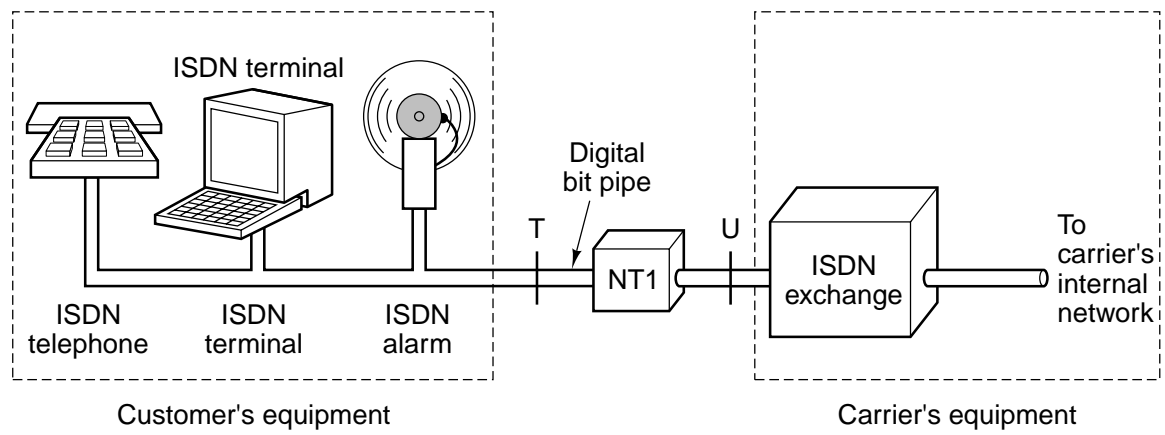 ISDN terminal
Digital
bit pipe
T
U
NT1
ISDN
exchange
To
carrier's
internal
network
ISDN
telephone
ISDN
terminal
ISDN
alarm
Customer's equipment
Carrier's equipment